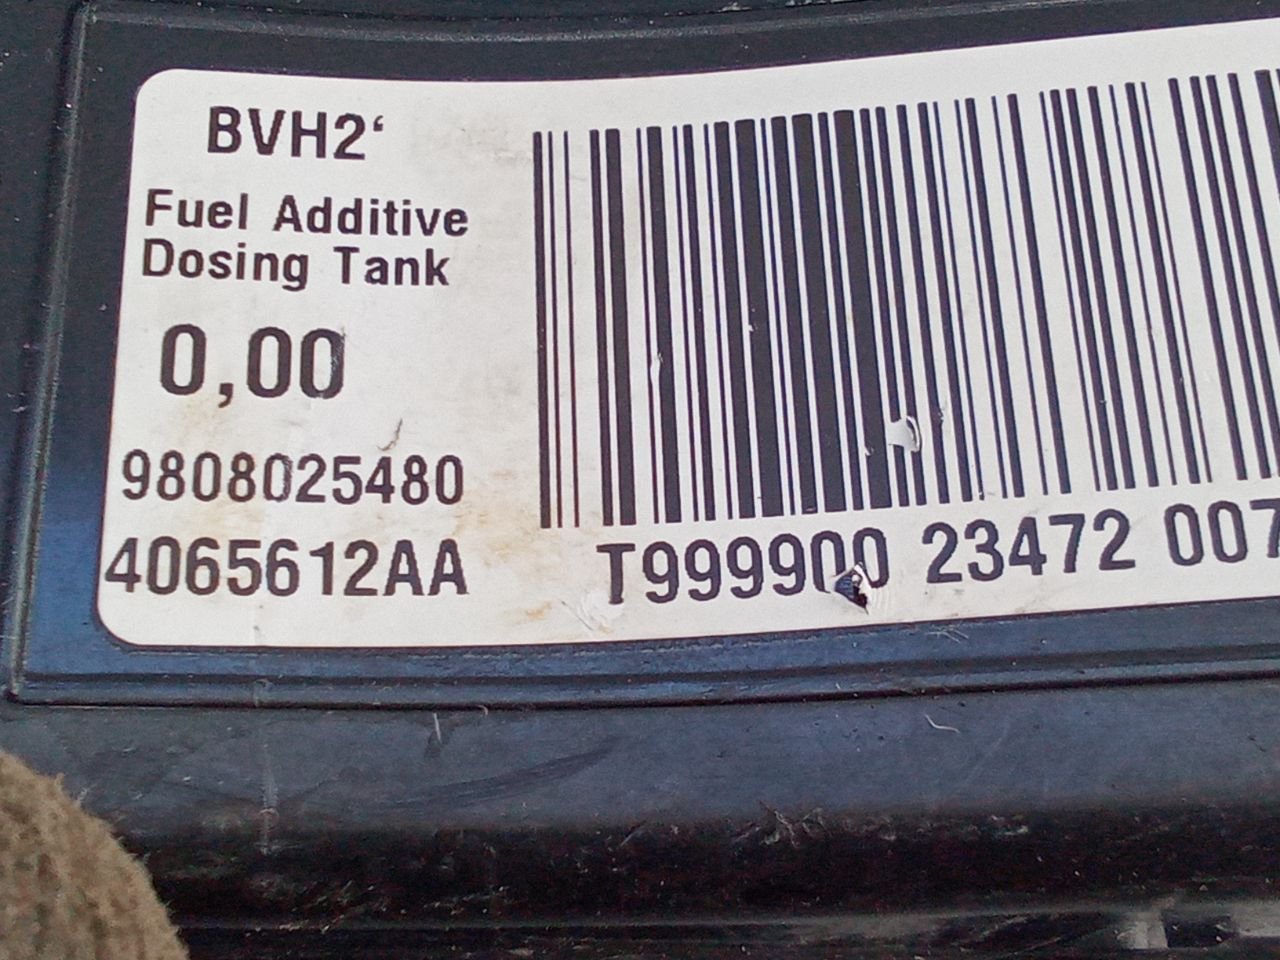 BVH2‘
Fuel Additive
Dosing Tank
0,00
9808025480
4065612AA
T999900 23472 007